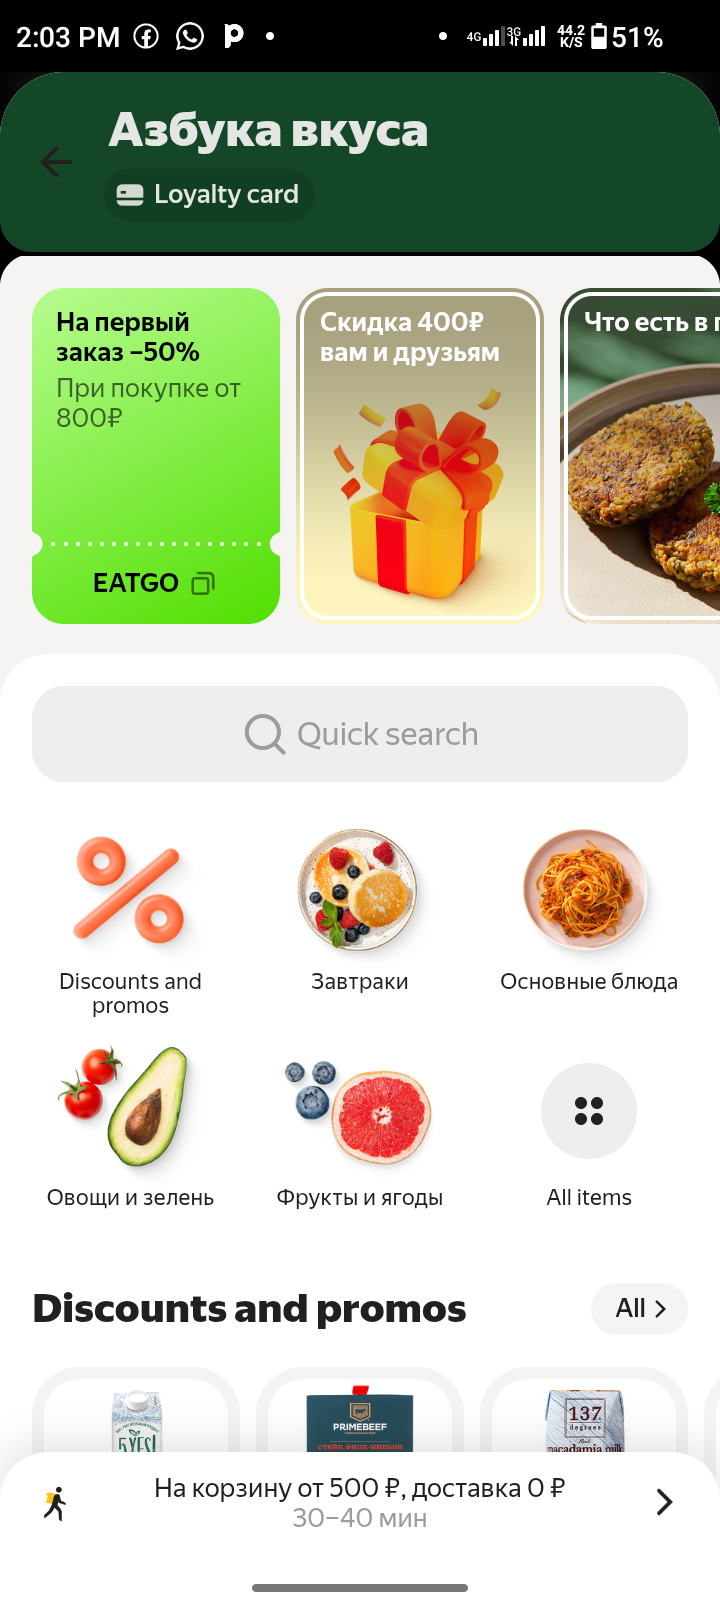 2:03 PM
4G 3G 44.2 K/S 51%
Азбука вкуса
Loyalty card
На первый
заказ –50%
При покупке от
800₽
EATGO
Скидка 400₽
вам и друзьям
Что есть в
Quick search
Discounts and
promos
Завтраки
Основные блюда
Овощи и зелень
Фрукты и ягоды
All items
Discounts and promos
All
PRIMEBEEF
СТЕЙК ФИЛЕ-МИНЬОН
137
degrees
macadamia milk
На корзину от 500 ₽, доставка 0 ₽
30–40 мин